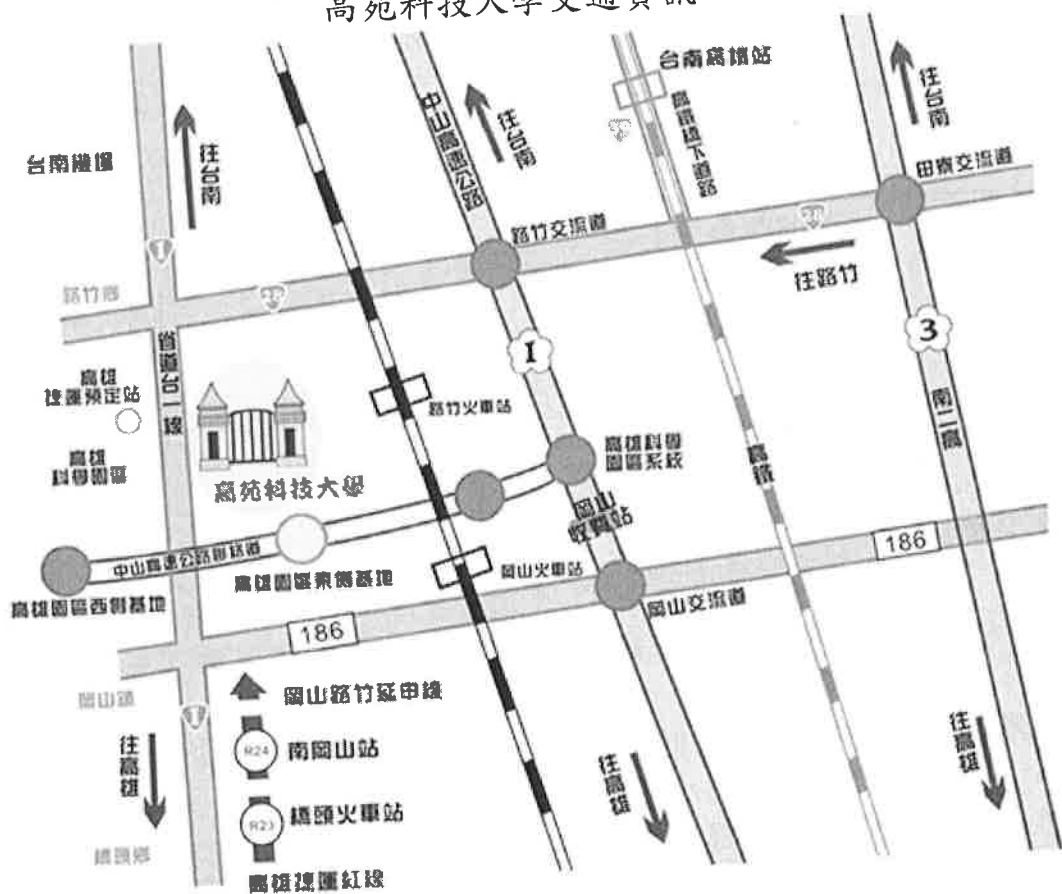 高苑科技大學交通資訊
台南高鐵站
往台南
往台南
往台南
中山高速公路
高鐵橋下道路
台南機場
田寮交流道
路竹交流道
28
1
28
往路竹
路竹鄉
省道台一線
1
3
高雄
捷運預定站
路竹火車站
南二高
高雄
科學園區
高苑科技大學
高雄科學
園區系統
高鐵
岡山
收費站
186
中山高速公路聯絡道
岡山火車站
高雄園區西側基地
高雄園區東側基地
岡山交流道
186
岡山路竹延伸線
1
R24
南岡山站
往高雄
往高雄
往高雄
R23
橋頭火車站
橋頭鄉
高雄捷運紅線